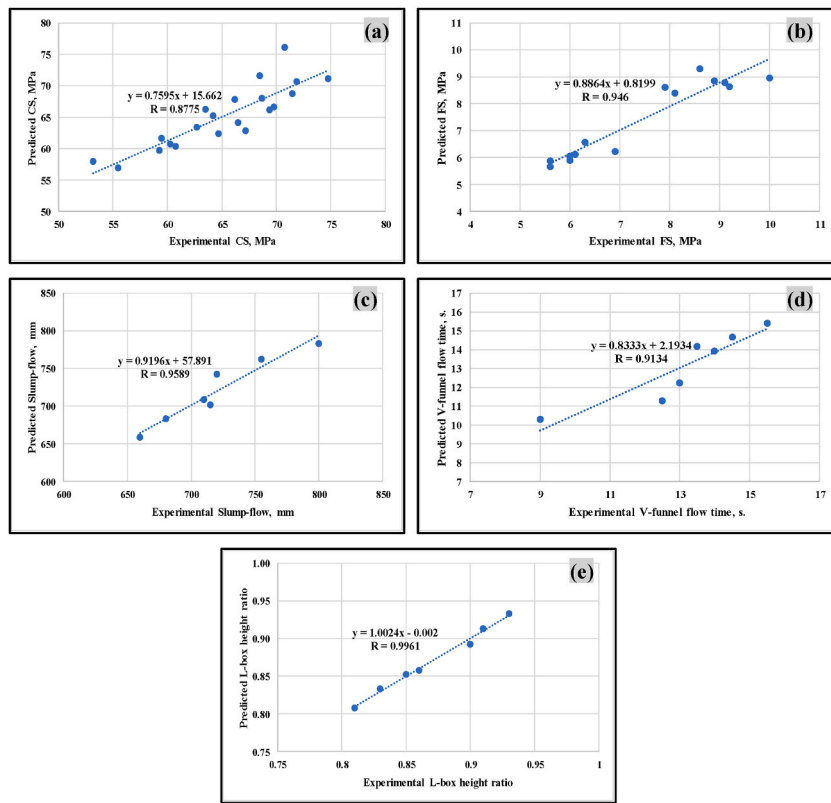 (a)
80
75
70
65
60
55
50
Predicted CS, MPa
y = 0.7595x + 15.662
R = 0.8775
50 55 60 65 70 75 80
Experimental CS, MPa
(b)
11
10
9
8
7
6
5
4
Predicted FS, MPa
y = 0.8864x + 0.8199
R = 0.946
4 5 6 7 8 9 10 11
Experimental FS, MPa
(c)
850
800
750
700
650
600
Predicted Slump-flow, mm
y = 0.9196x + 57.891
R = 0.9589
600 650 700 750 800 850
Experimental Slump-flow, mm
(d)
17
16
15
14
13
12
11
10
9
8
7
Predicted V-funnel flow time, s.
y = 0.8333x + 2.1934
R = 0.9134
7 9 11 13 15 17
Experimental V-funnel flow time, s.
(e)
1.00
0.95
0.90
0.85
0.80
0.75
Predicted L-box height ratio
y = 1.0024x - 0.002
R = 0.9961
0.75 0.8 0.85 0.9 0.95 1
Experimental L-box height ratio